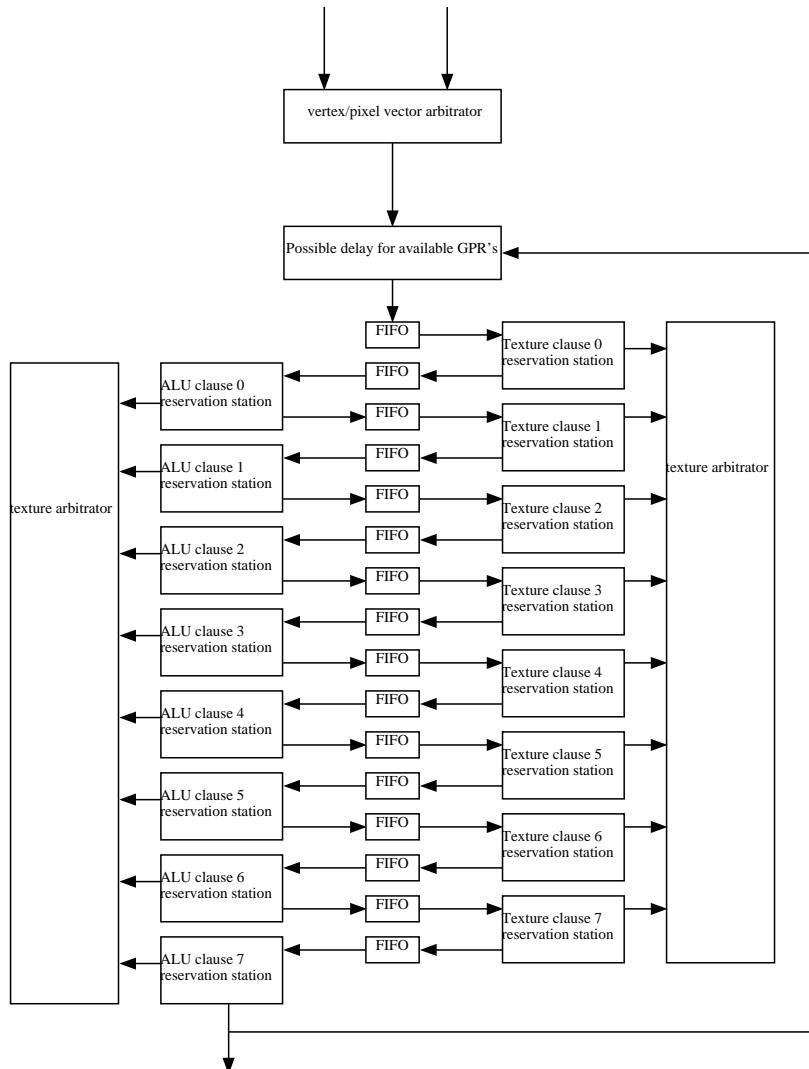 vertex/pixel vector arbitrator
Possible delay for available GPR's
FIFO
Texture clause 0
reservation station
FIFO
ALU clause 0
reservation station
FIFO
Texture clause 1
reservation station
texture arbitrator
texture arbitrator
FIFO
ALU clause 1
reservation station
FIFO
Texture clause 2
reservation station
FIFO
ALU clause 2
reservation station
FIFO
Texture clause 3
reservation station
FIFO
ALU clause 3
reservation station
FIFO
Texture clause 4
reservation station
FIFO
ALU clause 4
reservation station
FIFO
Texture clause 5
reservation station
FIFO
ALU clause 5
reservation station
FIFO
Texture clause 6
reservation station
FIFO
ALU clause 6
reservation station
FIFO
Texture clause 7
reservation station
FIFO
ALU clause 7
reservation station